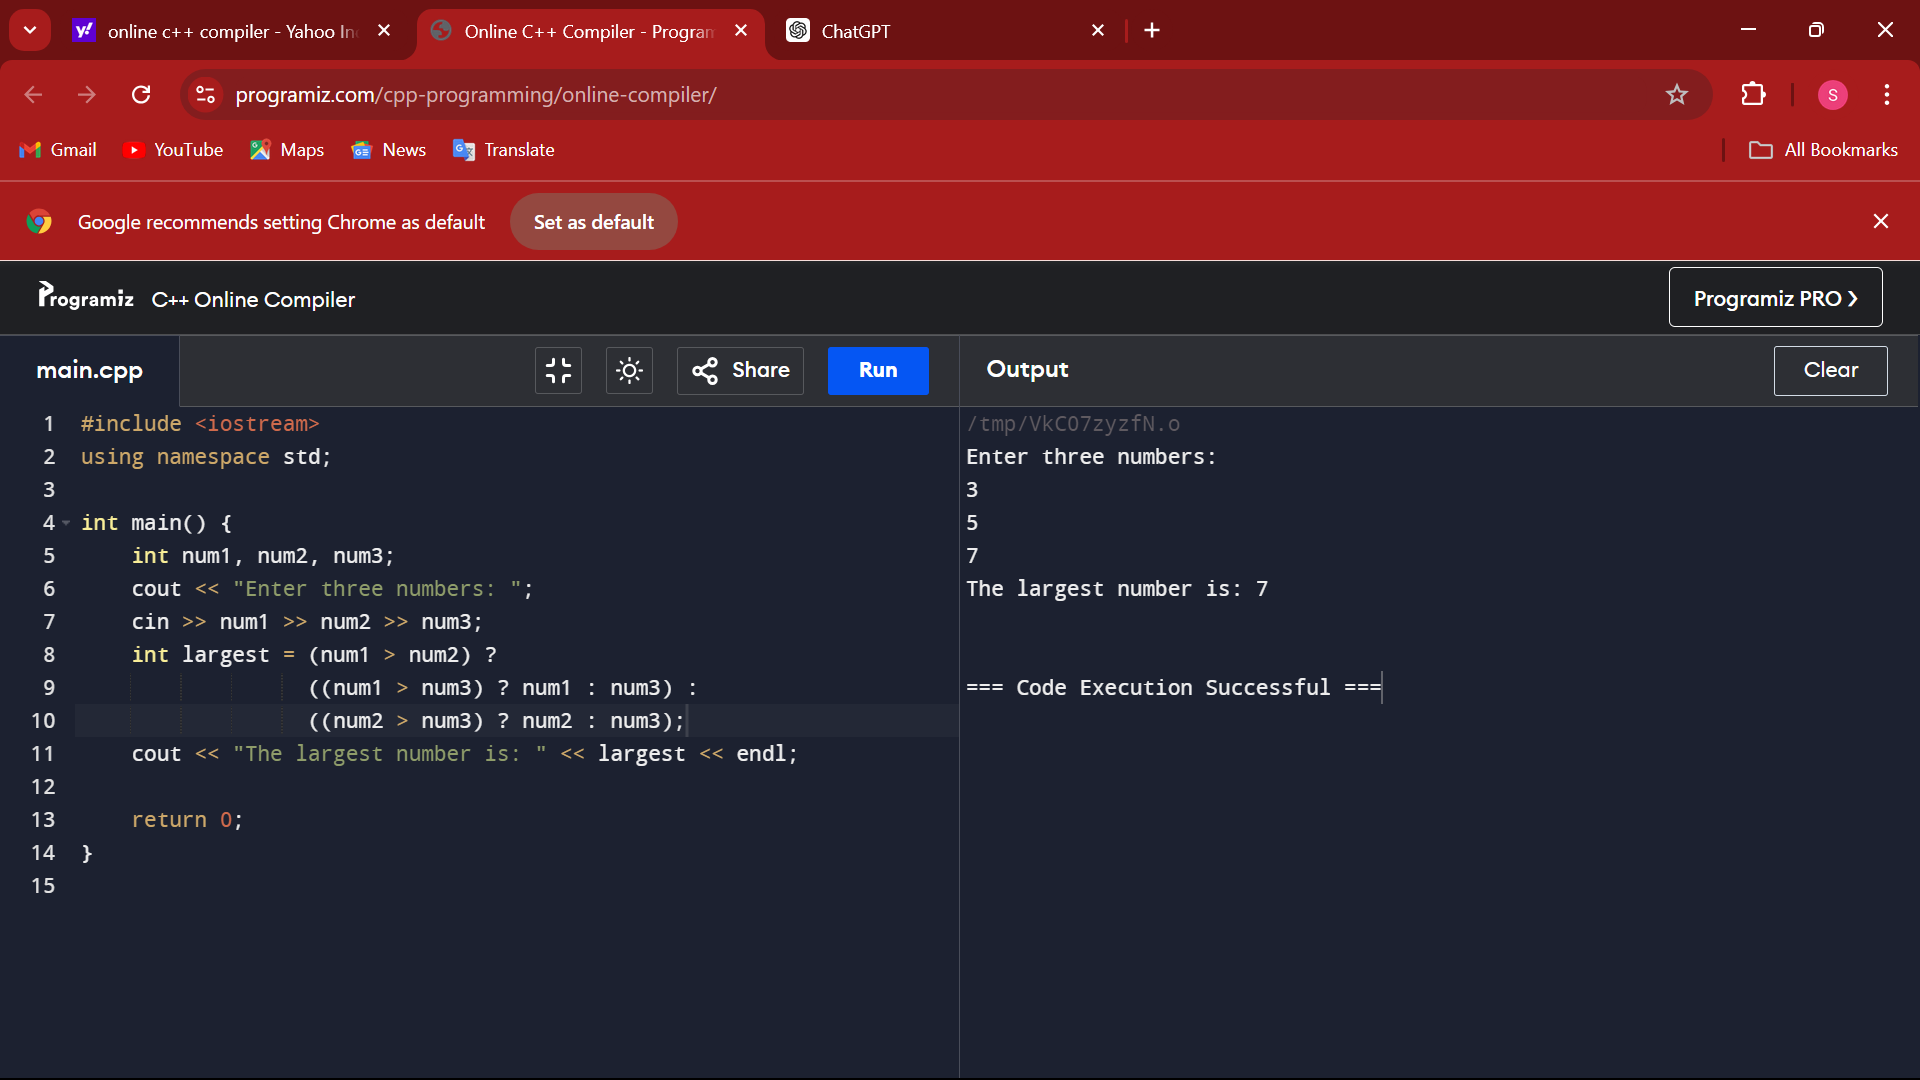 online c++ compiler - Yahoo In
Online C++ Compiler - Program
ChatGPT
programiz.com/cpp-programming/online-compiler/
S
Gmail
YouTube
Maps
News
Translate
All Bookmarks
Google recommends setting Chrome as default
Set as default
Programiz
C++ Online Compiler
Programiz PRO ❯
main.cpp
Share
Run
Output
Clear
1 #include <iostream>
2 using namespace std;
3
4 int main() {
5     int num1, num2, num3;
6     cout << "Enter three numbers: ";
7     cin >> num1 >> num2 >> num3;
8     int largest = (num1 > num2) ?
9                   ((num1 > num3) ? num1 : num3) :
10                   ((num2 > num3) ? num2 : num3);
11     cout << "The largest number is: " << largest << endl;
12
13     return 0;
14 }
15
/tmp/VkCO7zyzfN.o
Enter three numbers:
3
5
7
The largest number is: 7
=== Code Execution Successful ===